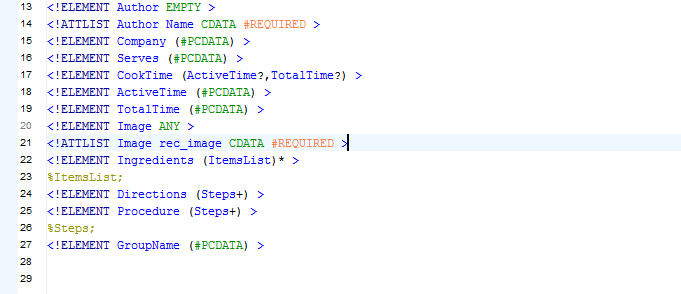 13 <!ELEMENT Author EMPTY >
14 <!ATTLIST Author Name CDATA #REQUIRED >
15 <!ELEMENT Company (#PCDATA) >
16 <!ELEMENT Serves (#PCDATA) >
17 <!ELEMENT CookTime (ActiveTime?,TotalTime?) >
18 <!ELEMENT ActiveTime (#PCDATA) >
19 <!ELEMENT TotalTime (#PCDATA) >
20 <!ELEMENT Image ANY >
21 <!ATTLIST Image rec_image CDATA #REQUIRED >
22 <!ELEMENT Ingredients (ItemsList)* >
23 %ItemsList;
24 <!ELEMENT Directions (Steps+) >
25 <!ELEMENT Procedure (Steps+) >
26 %Steps;
27 <!ELEMENT GroupName (#PCDATA) >
28
29